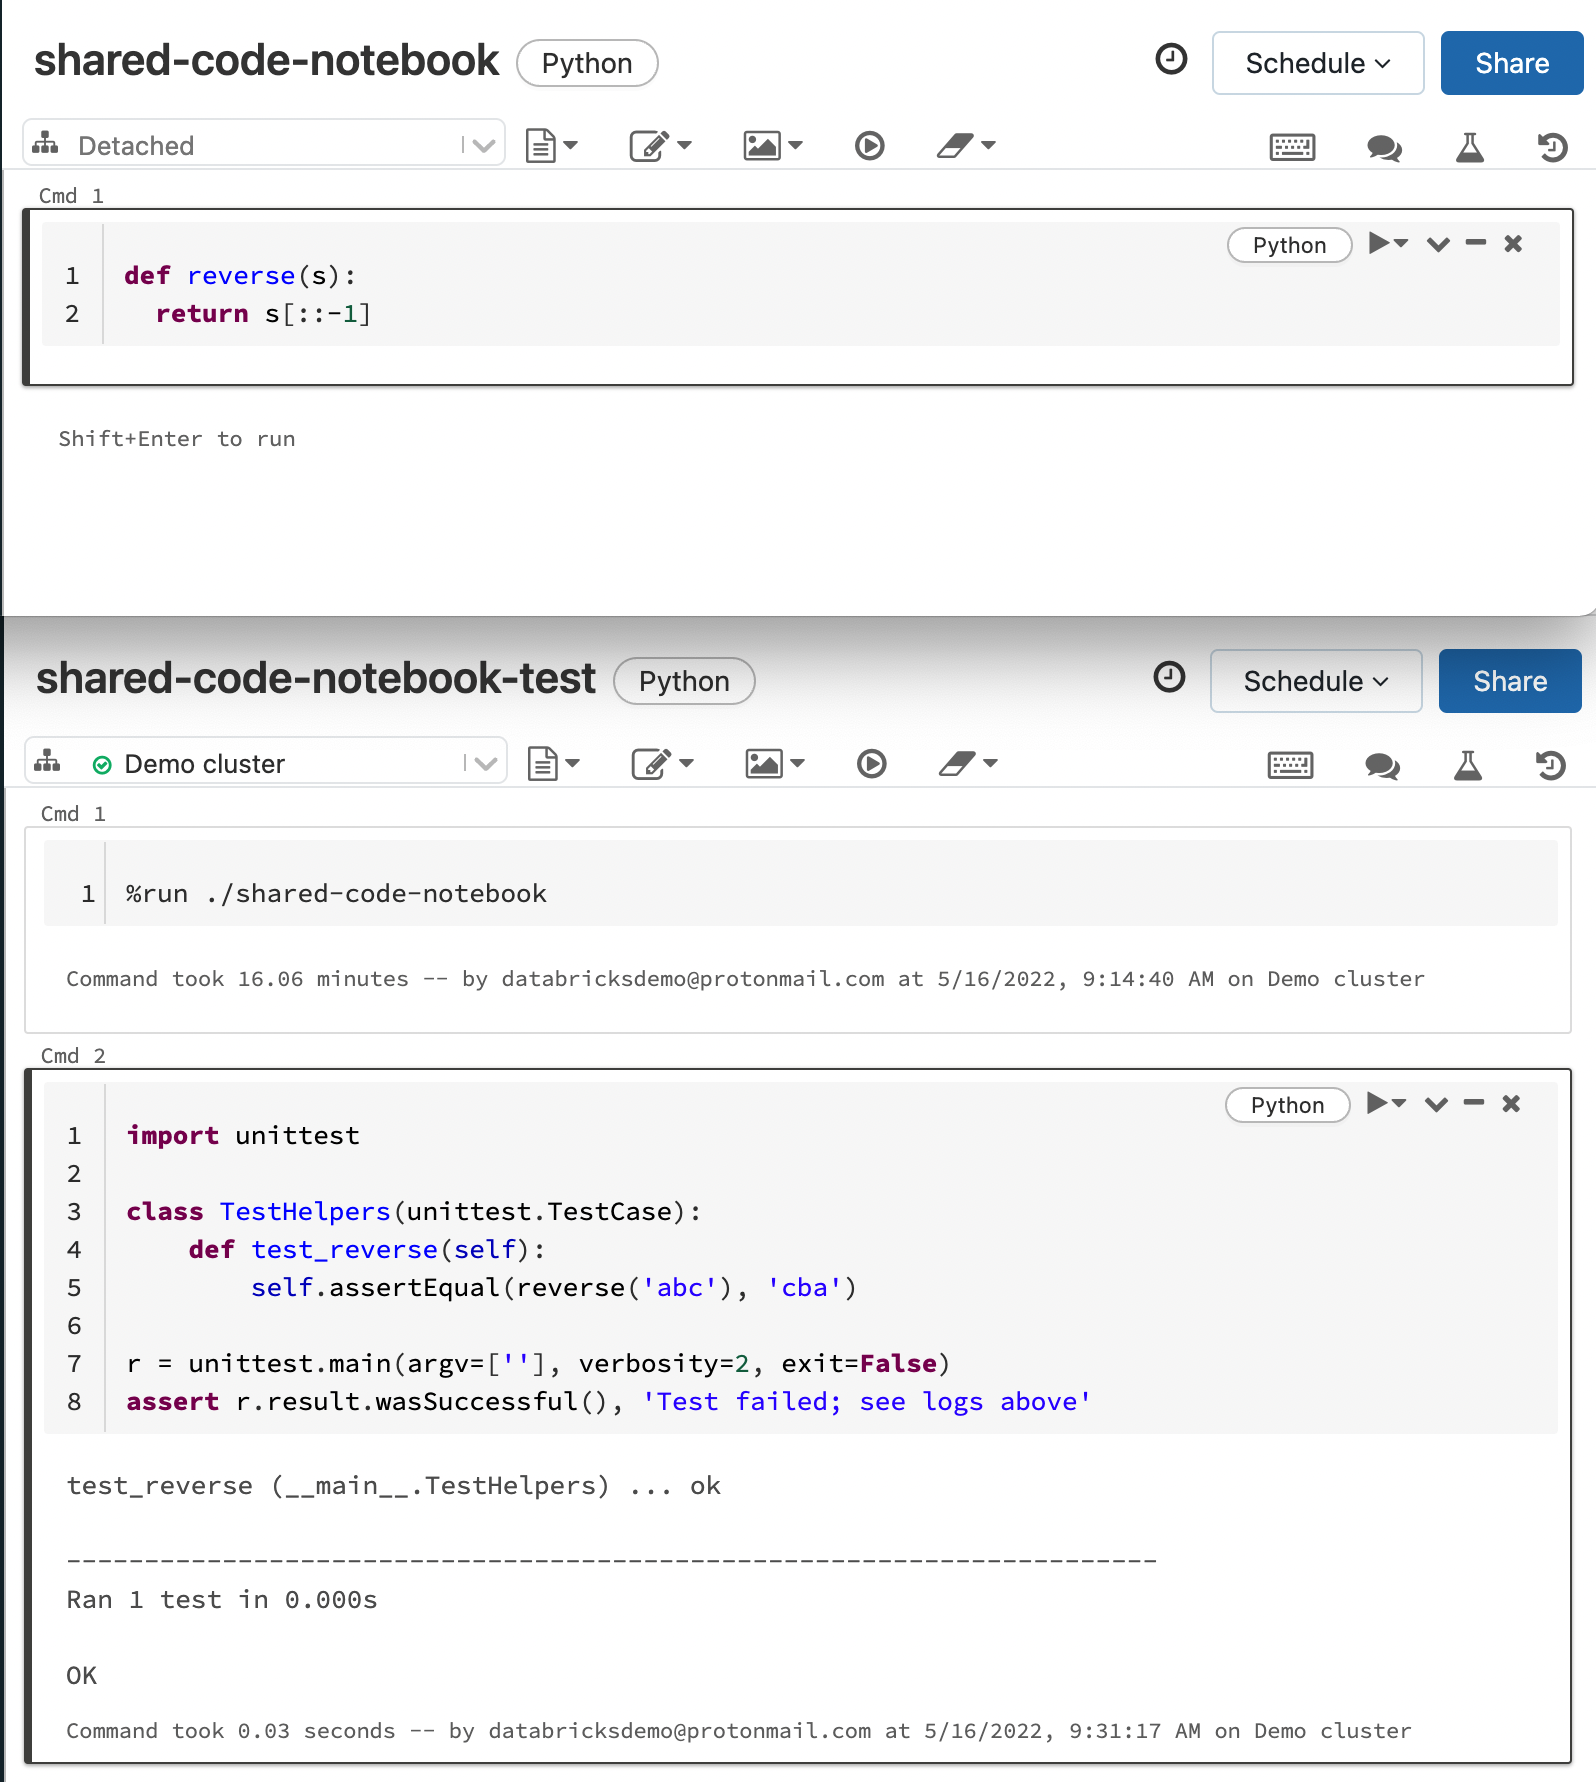 shared-code-notebook Python Schedule Share
Detached
Cmd 1
Python
1 def reverse(s):
2   return s[::-1]
Shift+Enter to run
shared-code-notebook-test Python Schedule Share
Demo cluster
Cmd 1
1 %run ./shared-code-notebook
Command took 16.06 minutes -- by databricksdemo@protonmail.com at 5/16/2022, 9:14:40 AM on Demo cluster
Cmd 2
Python
1 import unittest
2
3 class TestHelpers(unittest.TestCase):
4     def test_reverse(self):
5         self.assertEqual(reverse('abc'), 'cba')
6
7 r = unittest.main(argv=[''], verbosity=2, exit=False)
8 assert r.result.wasSuccessful(), 'Test failed; see logs above'
test_reverse (__main__.TestHelpers) ... ok
----------------------------------------------------------------------
Ran 1 test in 0.000s
OK
Command took 0.03 seconds -- by databricksdemo@protonmail.com at 5/16/2022, 9:31:17 AM on Demo cluster